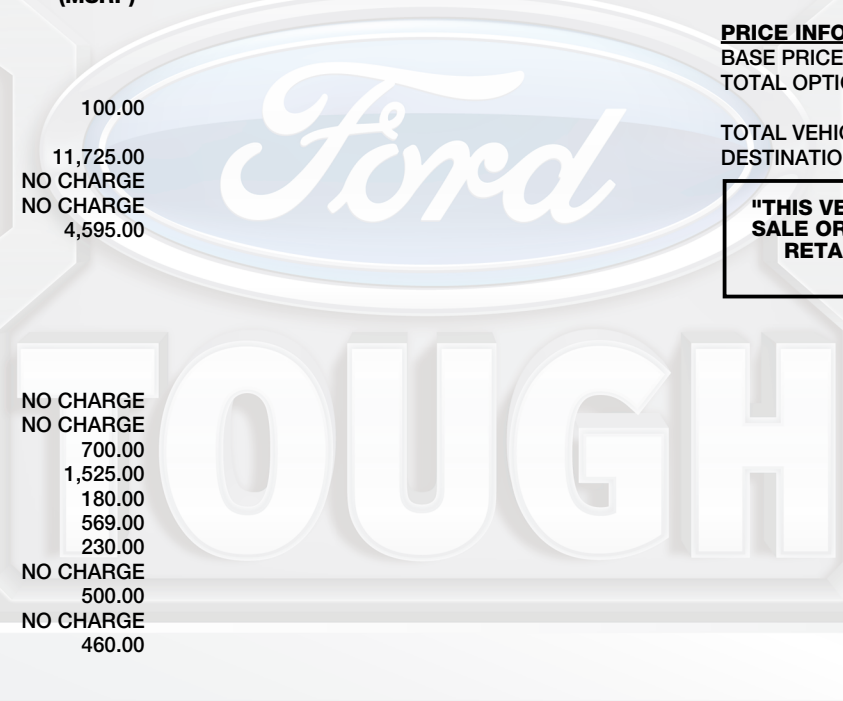 (MSRP)
100.00
11,725.00
NO CHARGE
NO CHARGE
4,595.00
NO CHARGE
NO CHARGE
700.00
1,525.00
180.00
569.00
230.00
NO CHARGE
500.00
NO CHARGE
460.00
PRICE INFO
BASE PRICE
TOTAL OPTI
TOTAL VEHI
DESTINATIO
"THIS VE
SALE OR
RETA
Ford
TOUGH